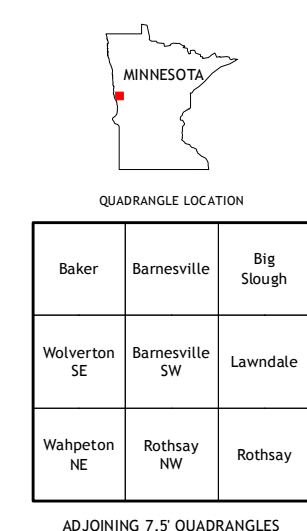 MINNESOTA
QUADRANGLE LOCATION
Baker
Barnesville
Big
Slough
Wolverton
SE
Barnesville
SW
Lawndale
Wahpeton
NE
Rothsay
NW
Rothsay
ADJOINING 7.5' QUADRANGLES